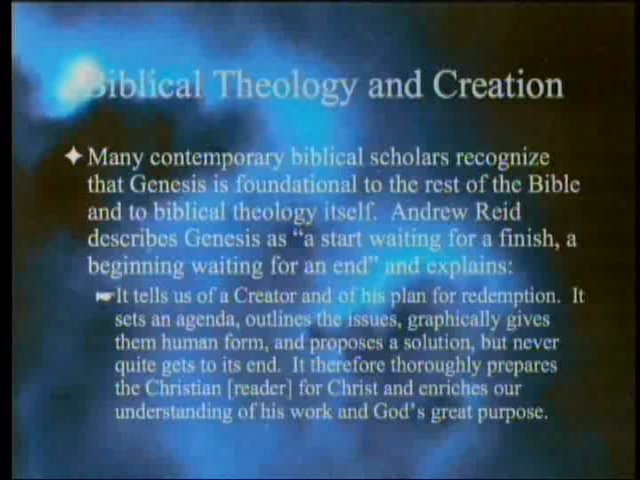 Biblical Theology and Creation
Many contemporary biblical scholars recognize
that Genesis is foundational to the rest of the Bible
and to biblical theology itself. Andrew Reid
describes Genesis as “a start waiting for a finish, a
beginning waiting for an end” and explains:
It tells us of a Creator and of his plan for redemption. It
sets an agenda, outlines the issues, graphically gives
them human form, and proposes a solution, but never
quite gets to its end. It therefore thoroughly prepares
the Christian [reader] for Christ and enriches our
understanding of his work and God’s great purpose.